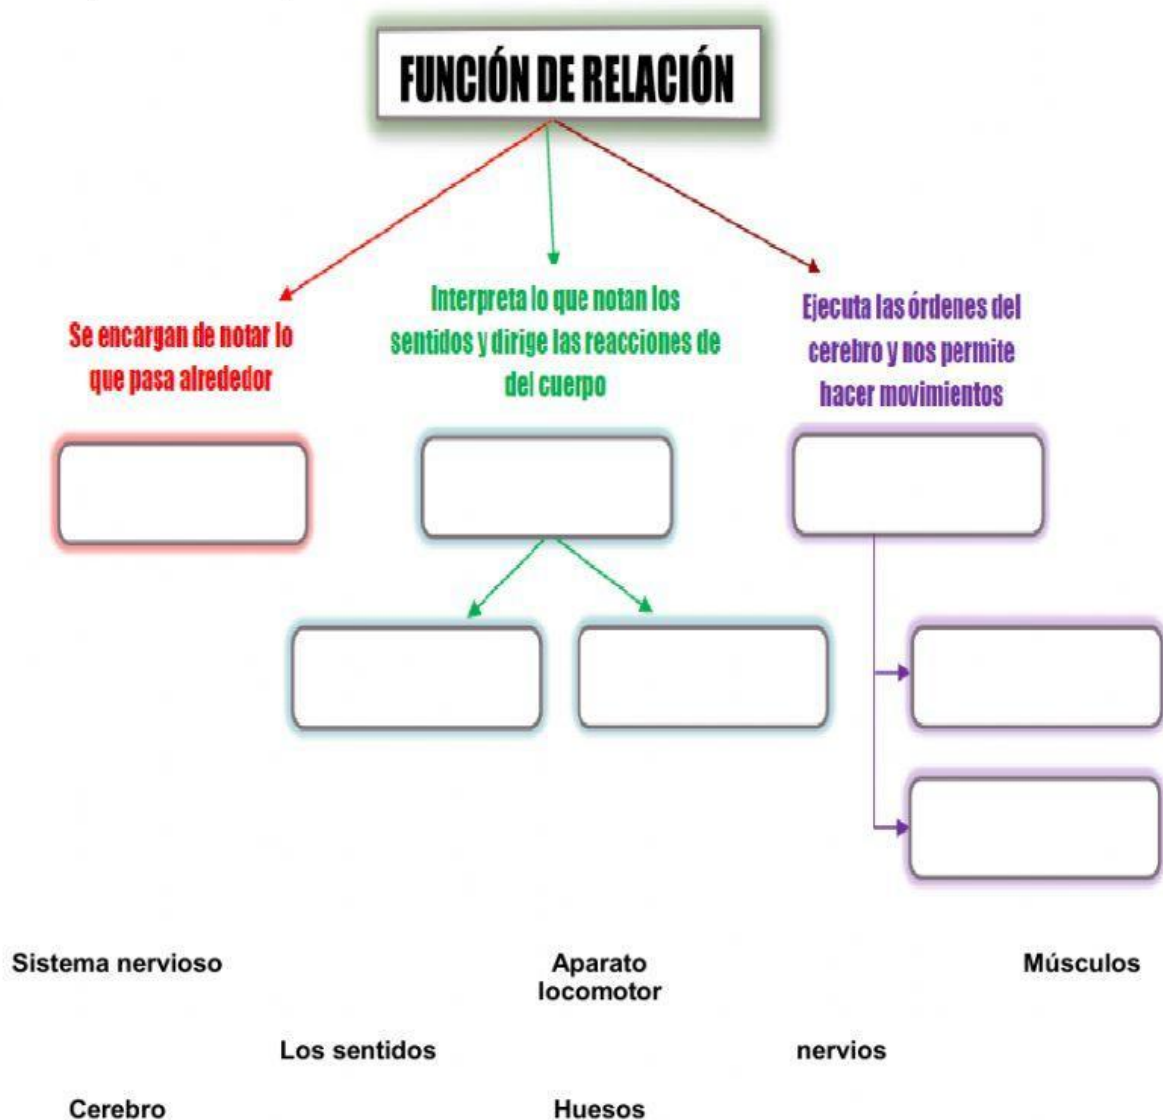 FUNCIÓN DE RELACIÓN
Se encargan de notar lo
que pasa alrededor
Interpreta lo que notan los
sentidos y dirige las reacciones de
del cuerpo
Ejecuta las órdenes del
cerebro y nos permite
hacer movimientos
Sistema nervioso
Aparato
locomotor
Músculos
Los sentidos
nervios
Cerebro
Huesos